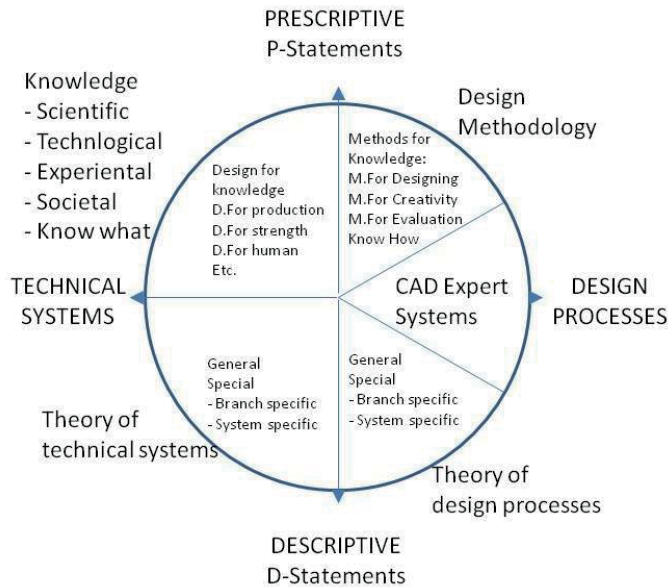 PRESCRIPTIVE
P-Statements
Knowledge
- Scientific
- Technlogical
- Experiental
- Societal
- Know what
Design
Methodology
Design for
knowledge
D.For production
D.For strength
D.For human
Etc.
Methods for
Knowledge:
M.For Designing
M.For Creativity
M.For Evaluation
Know How
TECHNICAL
SYSTEMS
CAD Expert
Systems
DESIGN
PROCESSES
General
Special
- Branch specific
- System specific
General
Special
- Branch specific
- System specific
Theory of
technical systems
Theory of
design processes
DESCRIPTIVE
D-Statements